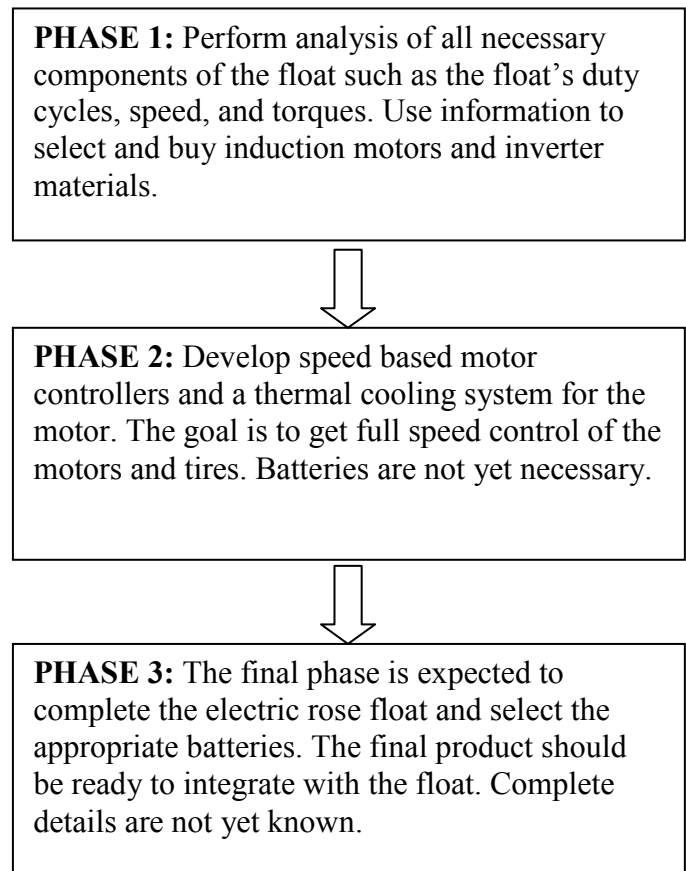 PHASE 1: Perform analysis of all necessary
components of the float such as the float’s duty
cycles, speed, and torques. Use information to
select and buy induction motors and inverter
materials.
PHASE 2: Develop speed based motor
controllers and a thermal cooling system for the
motor. The goal is to get full speed control of the
motors and tires. Batteries are not yet necessary.
PHASE 3: The final phase is expected to
complete the electric rose float and select the
appropriate batteries. The final product should
be ready to integrate with the float. Complete
details are not yet known.